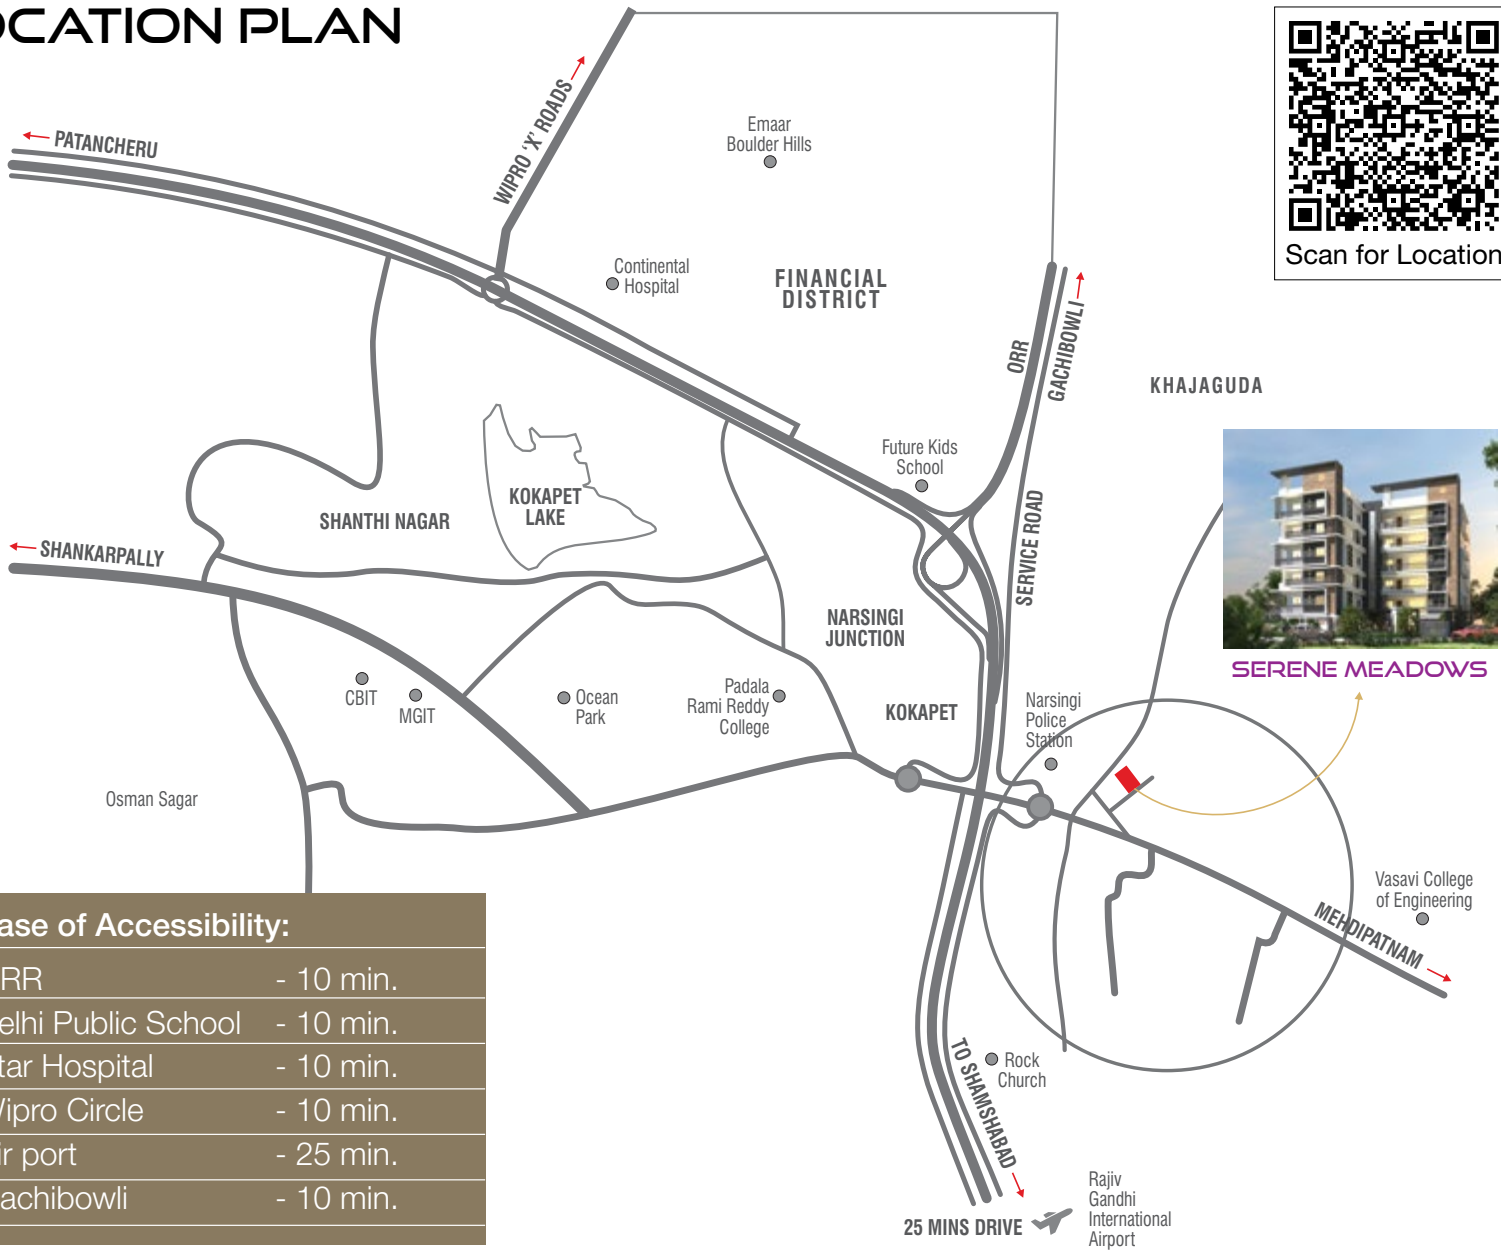 OCATION PLAN
Scan for Location
PATANCHERU
WIPRO 'X' ROADS
Emaar
Boulder Hills
Continental
Hospital
FINANCIAL
DISTRICT
ORR
GACHIBOWLI
KHAJAGUDA
Future Kids
School
KOKAPET
LAKE
SHANTHI NAGAR
SHANKARPALLY
SERVICE ROAD
NARSINGI
JUNCTION
SERENE MEADOWS
CBIT
MGIT
Ocean
Park
Padala
Rami Reddy
College
KOKAPET
Narsingi
Police
Station
Osman Sagar
Vasavi College
of Engineering
MEHDIPATNAM
ase of Accessibility:
RR - 10 min.
elhi Public School - 10 min.
tar Hospital - 10 min.
Wipro Circle - 10 min.
ir port - 25 min.
achibowli - 10 min.
Rock
Church
TO SHAMSHABAD
25 MINS DRIVE
Rajiv
Gandhi
International
Airport